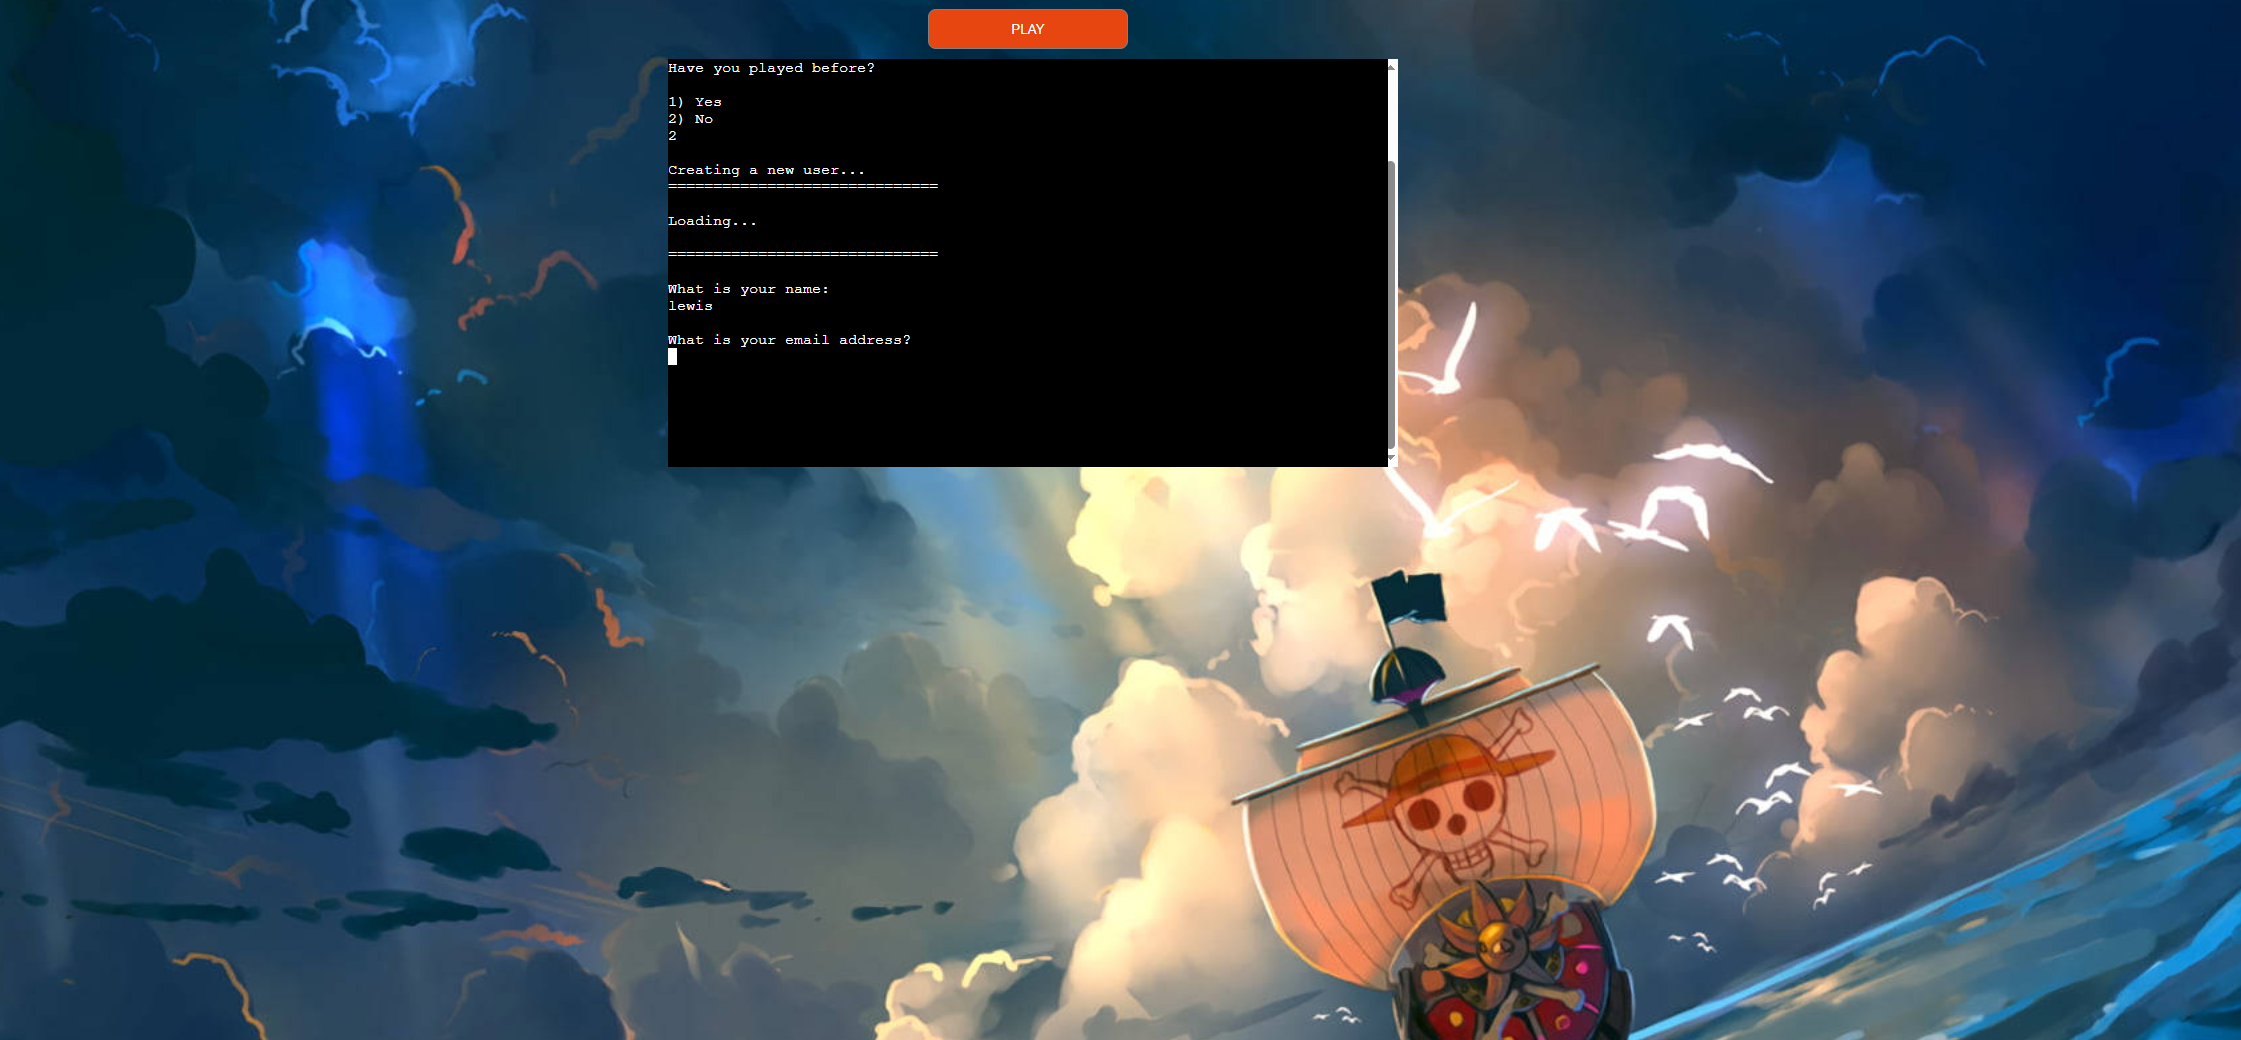 PLAY
Have you played before?
1) Yes
2) No
2
Creating a new user...
==============================
Loading...
==============================
What is your name:
lewis
What is your email address?